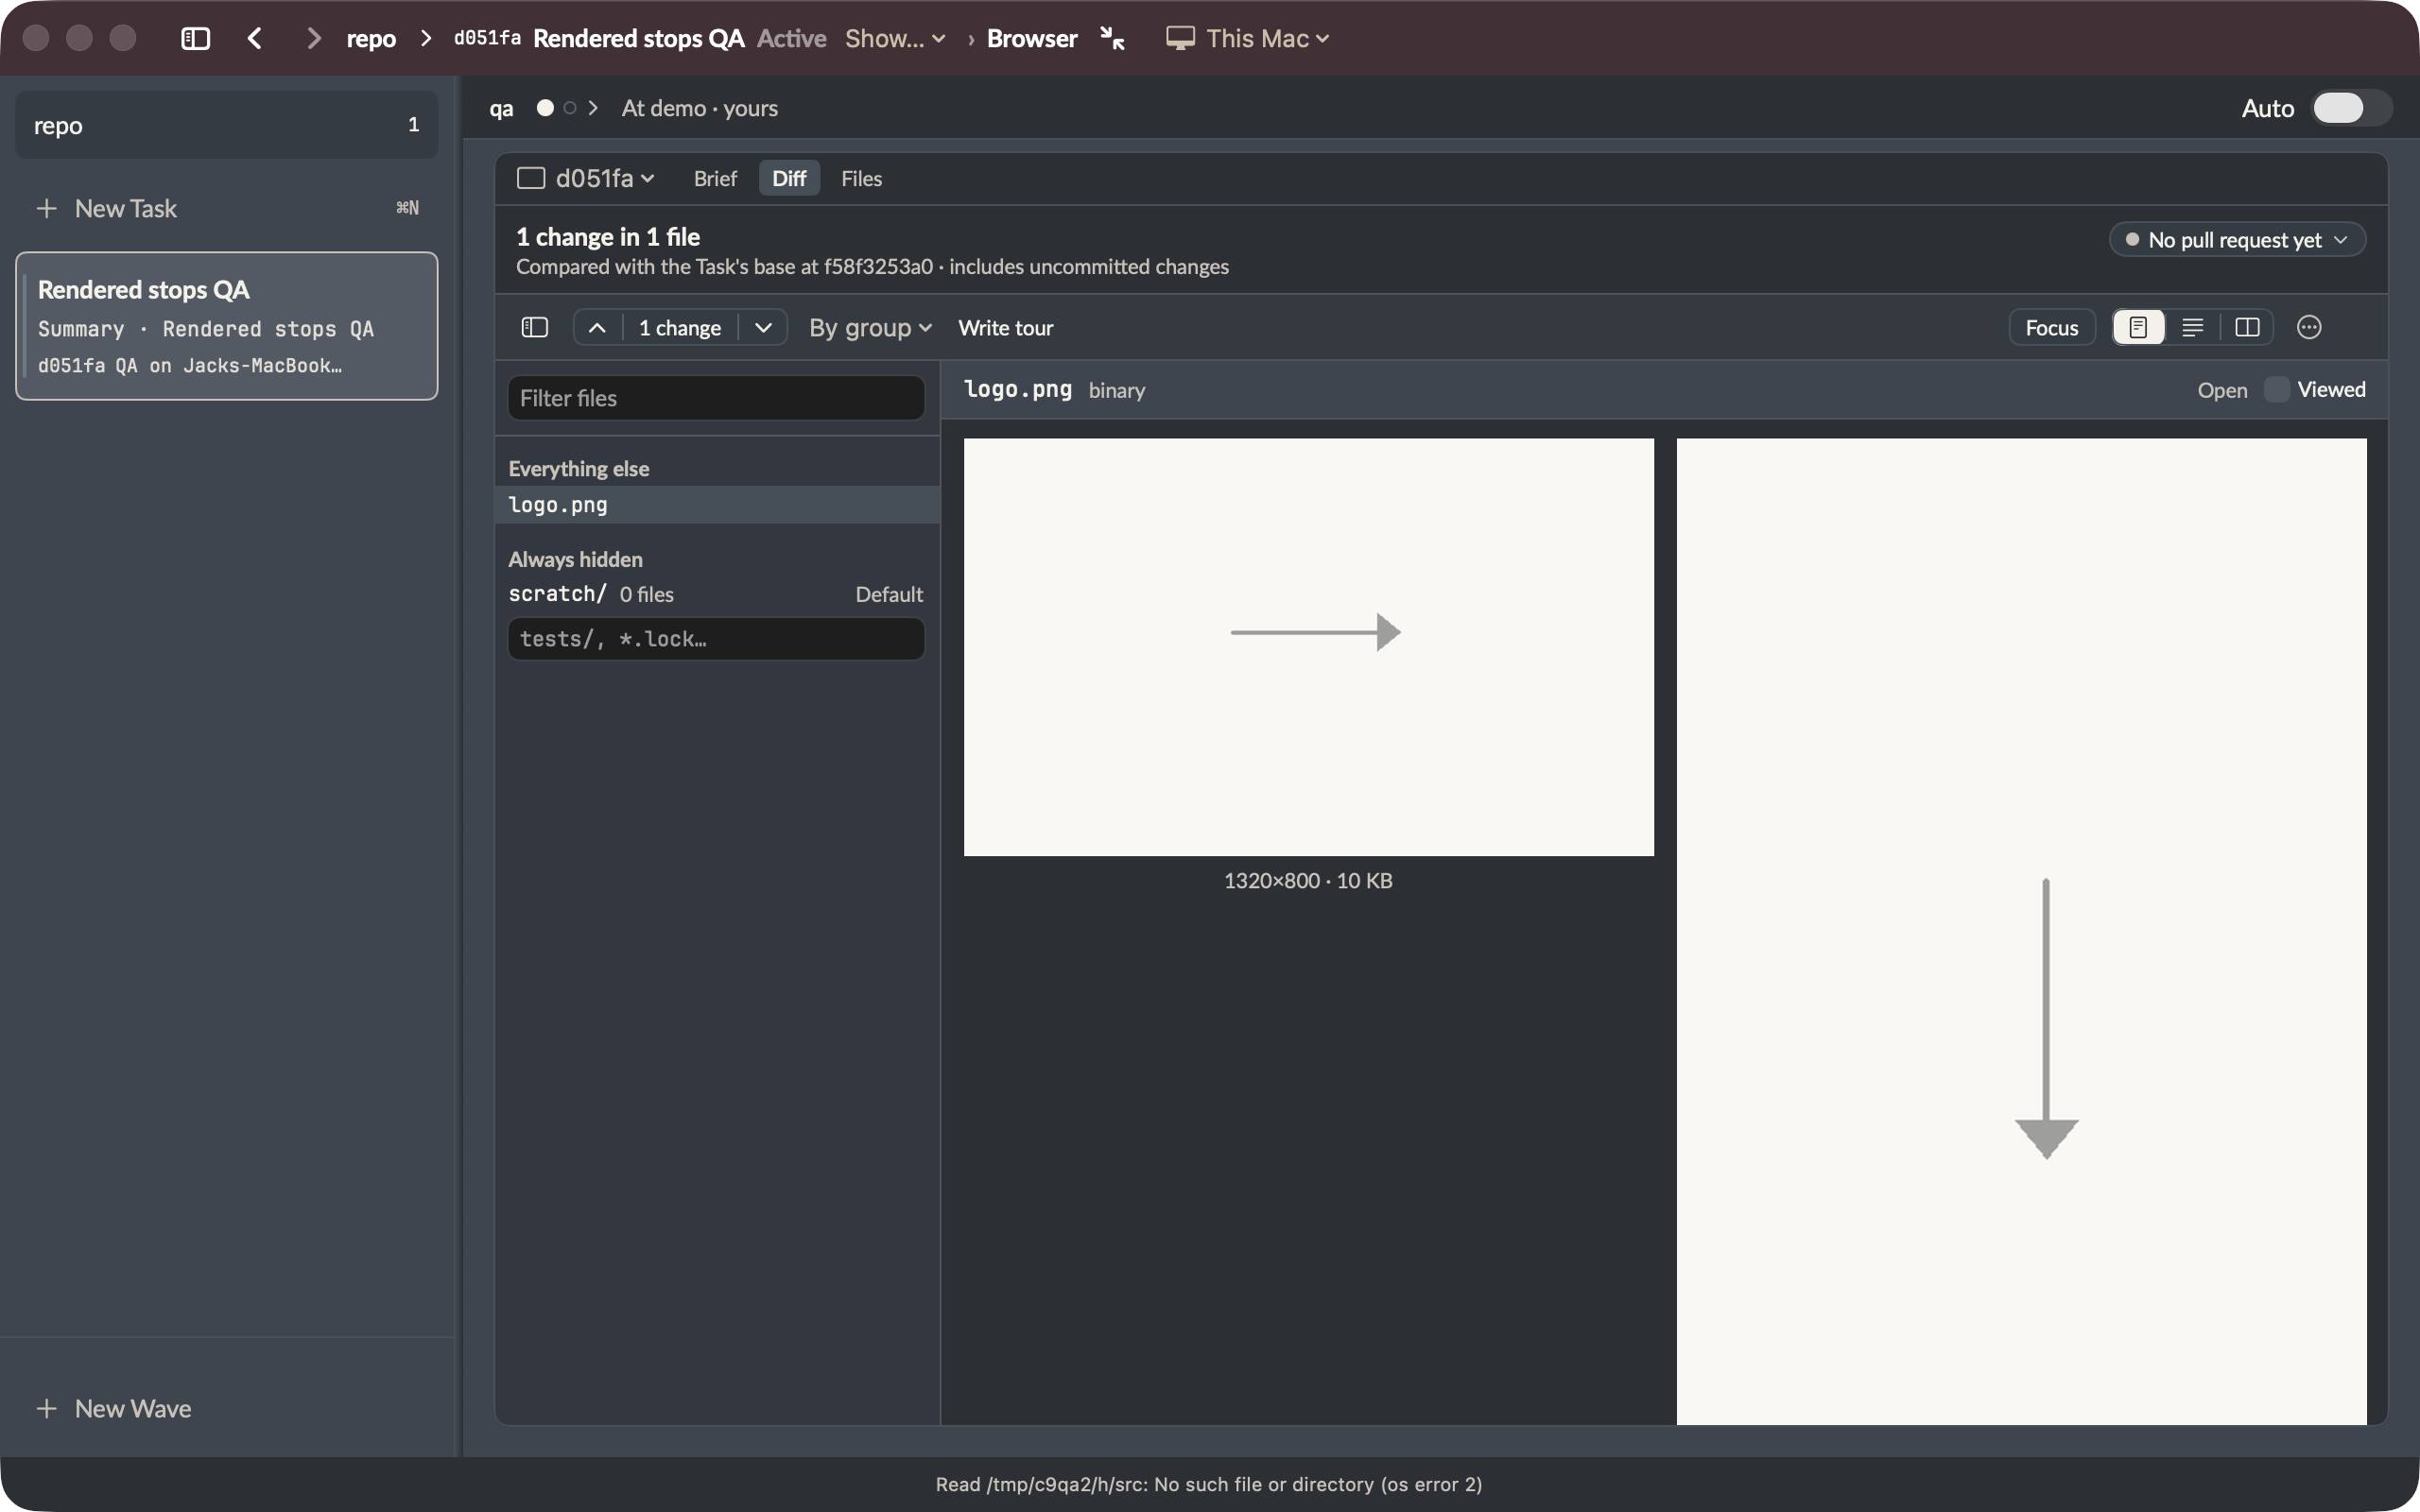 repo › d051fa Rendered stops QA Active Show... › Browser This Mac
repo 1
New Task ⌘N
Rendered stops QA
Summary · Rendered stops QA
d051fa QA on Jacks-MacBook…
New Wave
qa At demo · yours Auto
d051fa Brief Diff Files
1 change in 1 file
Compared with the Task's base at f58f3253a0 · includes uncommitted changes
No pull request yet
1 change By group Write tour Focus
Filter files
Everything else
logo.png
Always hidden
scratch/ 0 files Default
tests/, *.lock…
logo.png binary Open Viewed
1320×800 · 10 KB
Read /tmp/c9qa2/h/src: No such file or directory (os error 2)